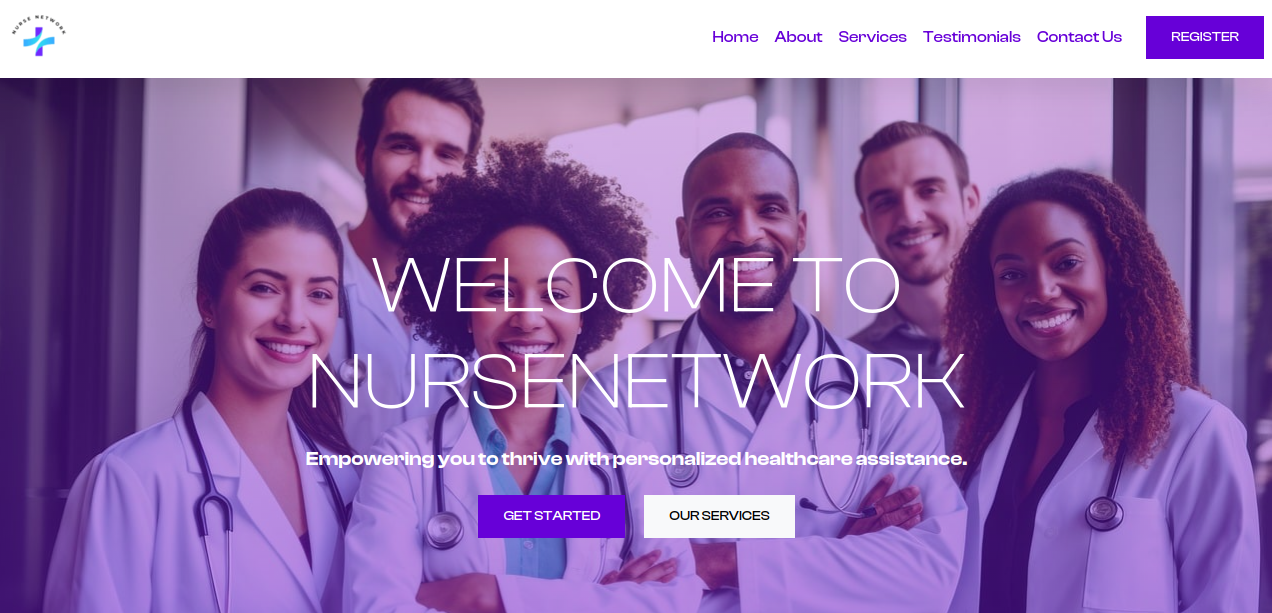 NURSE NETWORK
Home About Services Testimonials Contact Us REGISTER
WELCOME TO
NURSENETWORK
Empowering you to thrive with personalized healthcare assistance.
GET STARTED OUR SERVICES